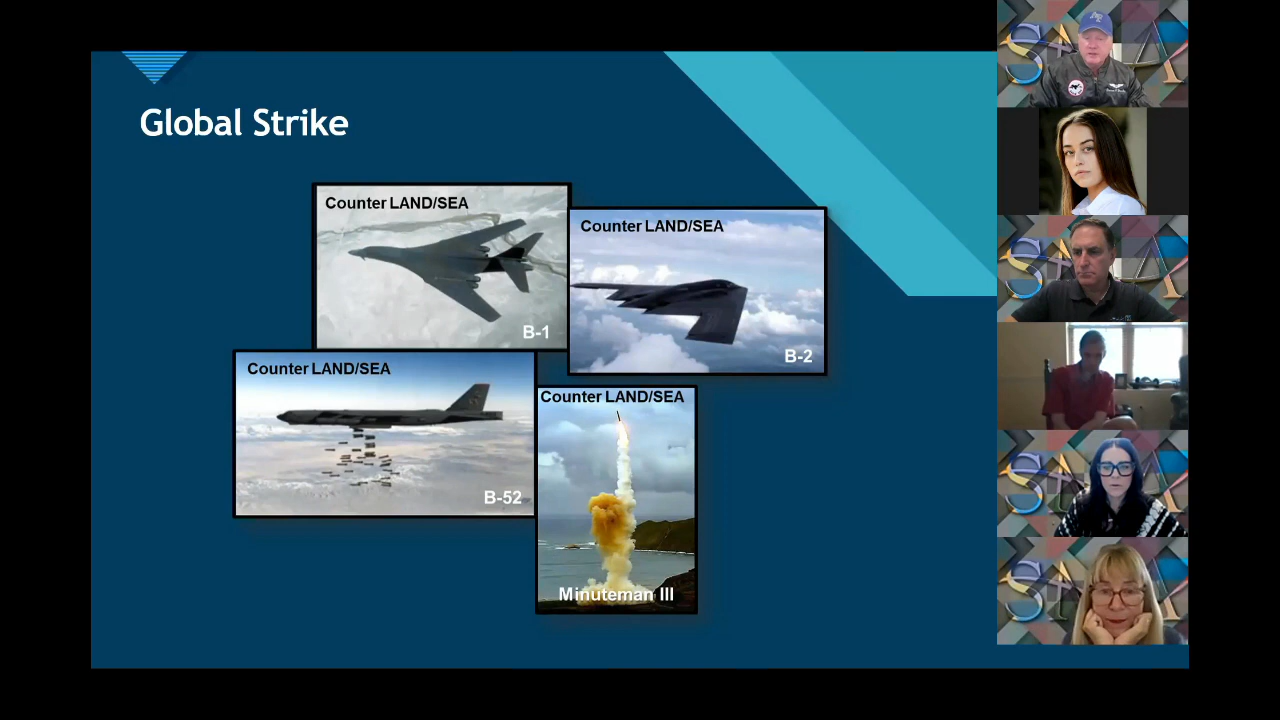 Global Strike
Counter LAND/SEA
B-1
Counter LAND/SEA
B-2
Counter LAND/SEA
B-52
Counter LAND/SEA
Minuteman III